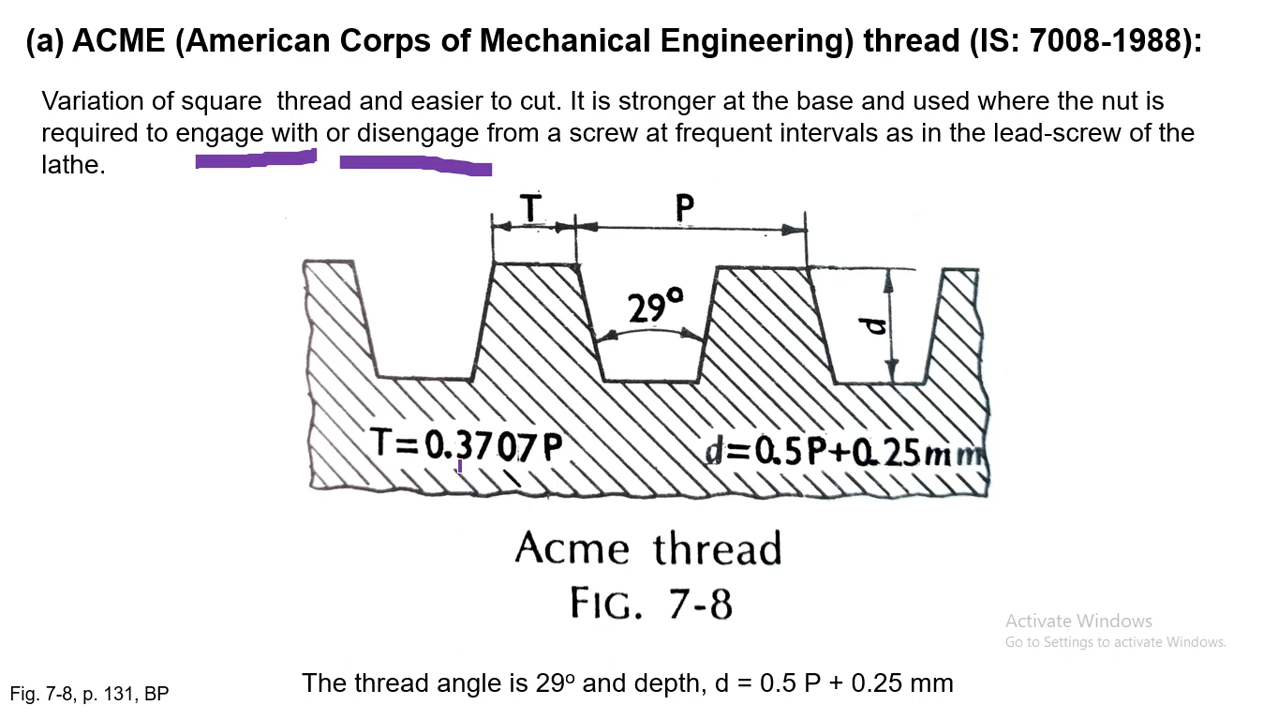 (a) ACME (American Corps of Mechanical Engineering) thread (IS: 7008-1988):
Variation of square thread and easier to cut. It is stronger at the base and used where the nut is
required to engage with or disengage from a screw at frequent intervals as in the lead-screw of the
lathe.
T
P
29º
d
T=0.3707P
d=0.5P+0.25mm
Acme thread
FIG. 7-8
Activate Windows
Go to Settings to activate Windows.
The thread angle is 29º and depth, d = 0.5 P + 0.25 mm
Fig. 7-8, p. 131, BP